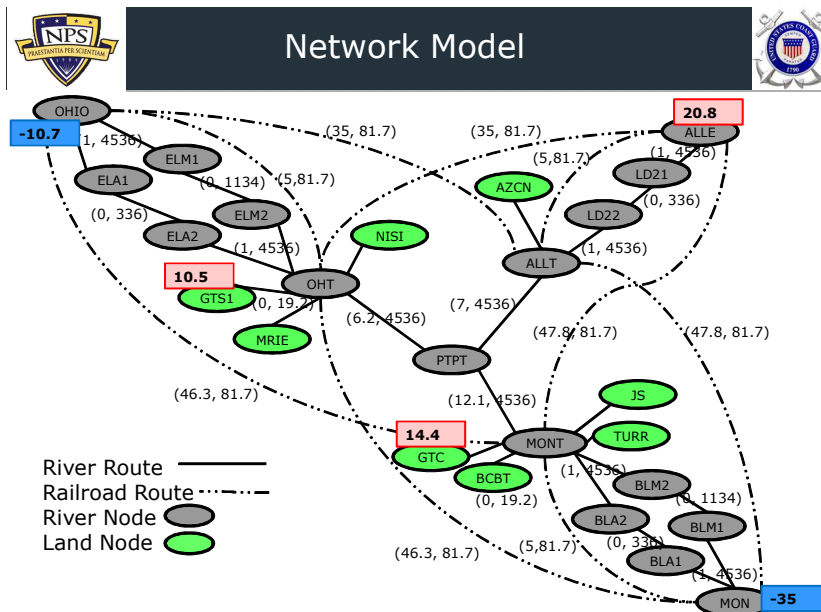 NPS
PRAESTANTIA PER SCIENTIAM
Network Model
UNITED STATES COAST GUARD
1790
OHIO
-10.7
(1, 4536)
ELM1
ELA1
(0, 1134)
(5,81.7)
(0, 336)
ELM2
ELA2
(1, 4536)
(35, 81.7)
(35, 81.7)
20.8
ALLE
(5,81.7)
(1, 4536)
LD21
(0, 336)
AZCN
LD22
(1, 4536)
ALLT
NISI
10.5
OHT
GTS1
(0, 19.2)
MRIE
(6.2, 4536)
(7, 4536)
PTPT
(47.8, 81.7)
(47.8, 81.7)
(46.3, 81.7)
(12.1, 4536)
JS
14.4
MONT
TURR
GTC
BCBT
(0, 19.2)
(1, 4536)
BLM2
(0, 1134)
BLA2
BLM1
(0, 336)
BLA1
(46.3, 81.7)
(5,81.7)
(1, 4536)
MON
-35
River Route
Railroad Route
River Node
Land Node